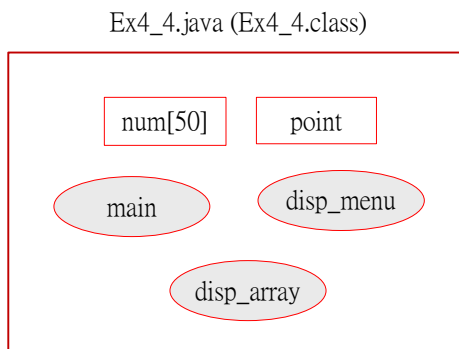 Ex4_4.java (Ex4_4.class)
num[50] point
main disp_menu
disp_array